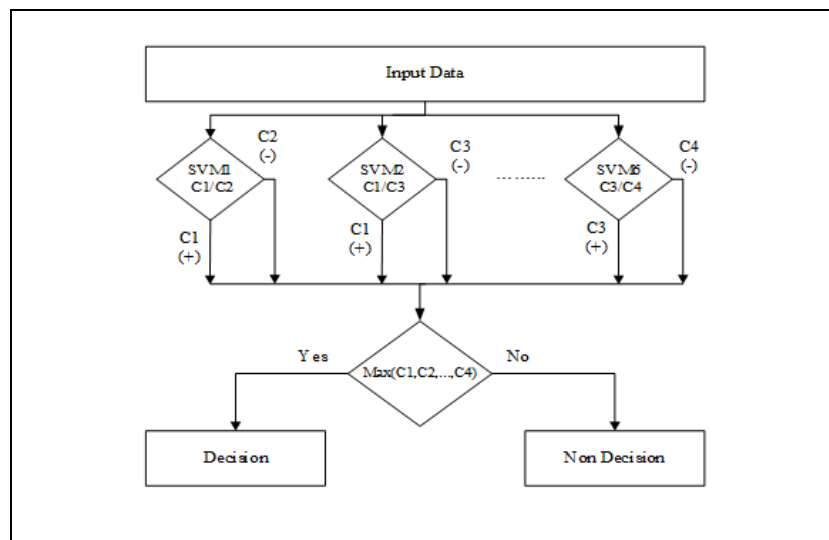 Input Data
C2
(-)
C3
(-)
C4
(-)
SVM1
C1/C2
SVM2
C1/C3
..........
SVM6
C3/C4
C1
(+)
C1
(+)
C3
(+)
Yes
No
Max(C1,C2,...,C4)
Decision
Non Decision